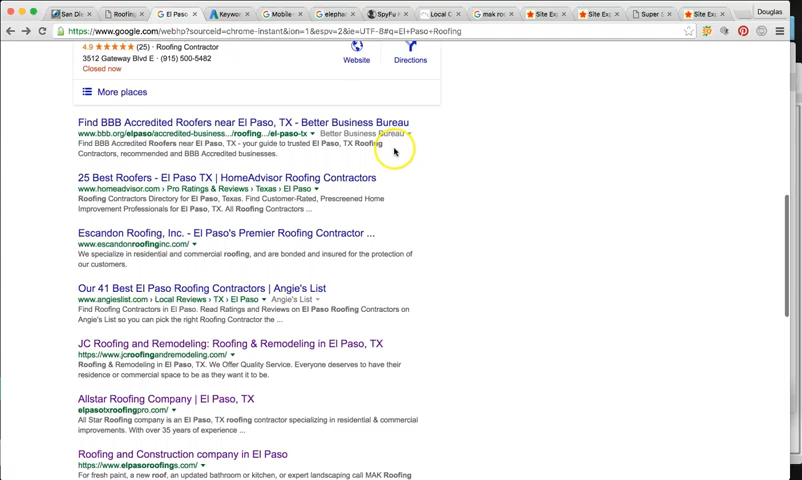 San Di
Roofing
El Paso
Keyword
Mobile
elepha
SpyFu K
Local C
mak ro
Site Ex
Site Ex
Super S
Site Exp
Douglas
https://www.google.com/webhp?sourceid=chrome-instant&ion=1&espv=2&ie=UTF-8#q=El+Paso+Roofing
4.9 ★★★★★ (25) · Roofing Contractor
3512 Gateway Blvd E · (915) 500-5482
Closed now
Website
Directions
More places
Find BBB Accredited Roofers near El Paso, TX - Better Business Bureau
www.bbb.org/elpaso/accredited-business.../roofing.../el-paso-tx ▼ Better Business Bureau ▼
Find BBB Accredited Roofers near El Paso, TX - your guide to trusted El Paso, TX Roofing
Contractors, recommended and BBB Accredited businesses.
25 Best Roofers - El Paso TX | HomeAdvisor Roofing Contractors
www.homeadvisor.com › Pro Ratings & Reviews › Texas › El Paso ▼
Roofing Contractors Directory for El Paso, Texas. Find Customer-Rated, Prescreened Home
Improvement Professionals for El Paso, TX. All Roofing Contractors ...
Escandon Roofing, Inc. - El Paso's Premier Roofing Contractor ...
www.escandonroofinginc.com/ ▼
We specialize in residential and commercial roofing, and are bonded and insured for the protection of
our customers.
Our 41 Best El Paso Roofing Contractors | Angie's List
www.angieslist.com › Local Reviews › TX › El Paso ▼ Angie's List ▼
Find Roofing Contractors in El Paso. Read Ratings and Reviews on El Paso Roofing Contractors on
Angie's List so you can pick the right Roofing Contractor the ...
JC Roofing and Remodeling: Roofing & Remodeling in El Paso, TX
https://www.jcroofingandremodeling.com/ ▼
Roofing & Remodeling in El Paso, TX. We Offer Quality Service. Everyone deserves to have their
residence or commercial space to be as they want it to be.
Allstar Roofing Company | El Paso, TX
elpasotxroofingpro.com/ ▼
All Star Roofing company is an El Paso, TX roofing contractor specializing in residential & commercial
improvements. With over 35 years of experience ...
Roofing and Construction company in El Paso
https://www.elpasoroofings.com/ ▼
For fresh paint, a new roof, an updated bathroom or kitchen, or expert landscaping call MAK Roofing